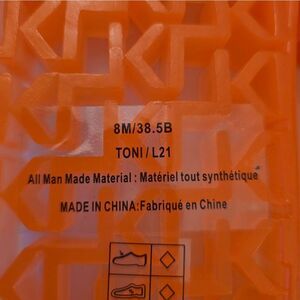 8M/38.5B
TONI/L21
All Man Made Material : Matériel tout synthétique
MADE IN CHINA:Fabriqué en Chine